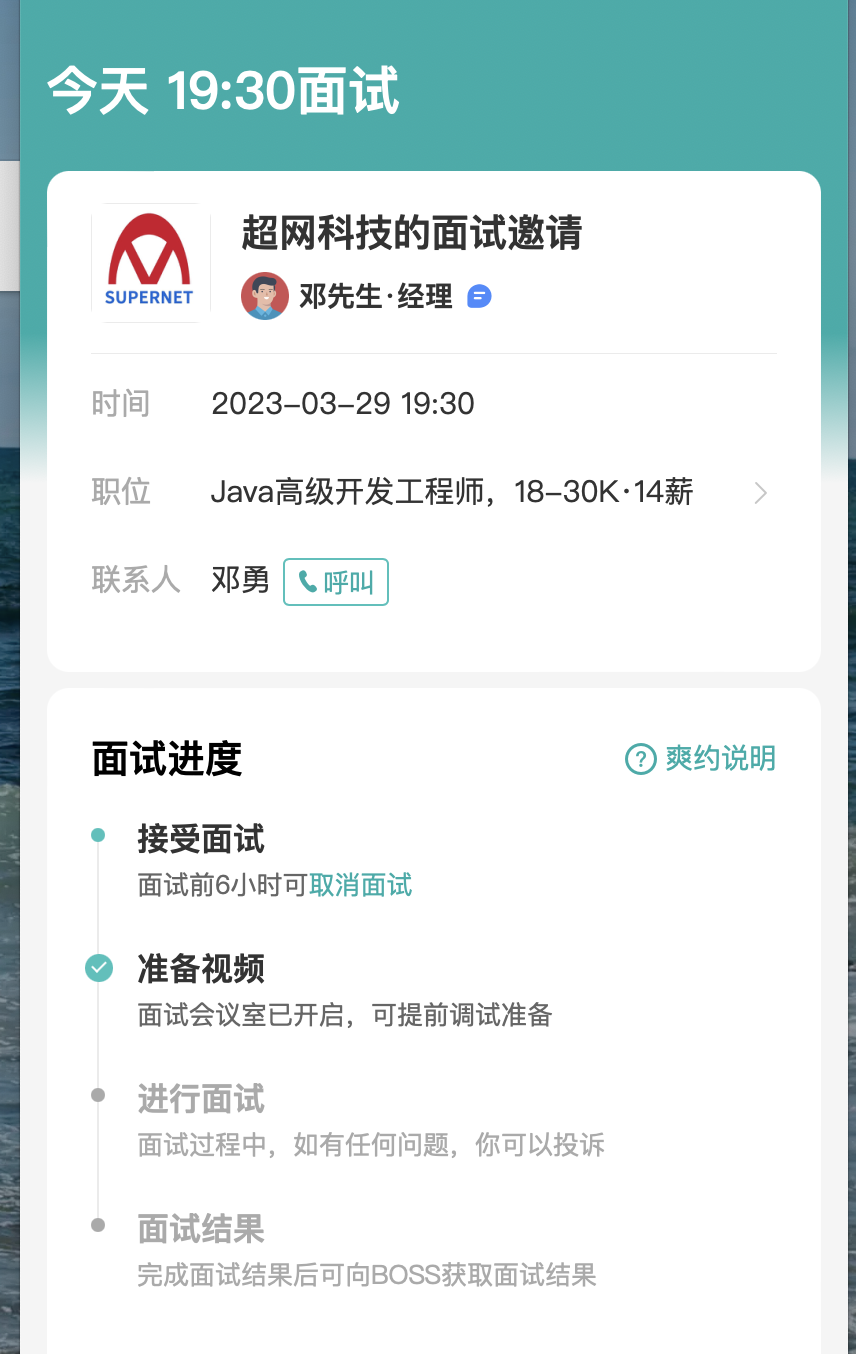 今天 19:30面试
超网科技的面试邀请
SUPERNET
邓先生·经理
时间 2023-03-29 19:30
职位 Java高级开发工程师，18-30K·14薪
联系人 邓勇 呼叫
面试进度 ? 爽约说明
接受面试
面试前6小时可取消面试
准备视频
面试会议室已开启，可提前调试准备
进行面试
面试过程中，如有任何问题，你可以投诉
面试结果
完成面试结果后可向BOSS获取面试结果